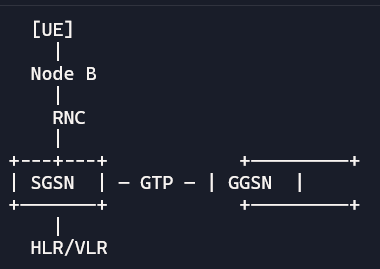 [UE]
|
Node B
|
RNC
|
+---+---+ +─────────+
| SGSN | — GTP — | GGSN |
+───────+ +─────────+
|
HLR/VLR